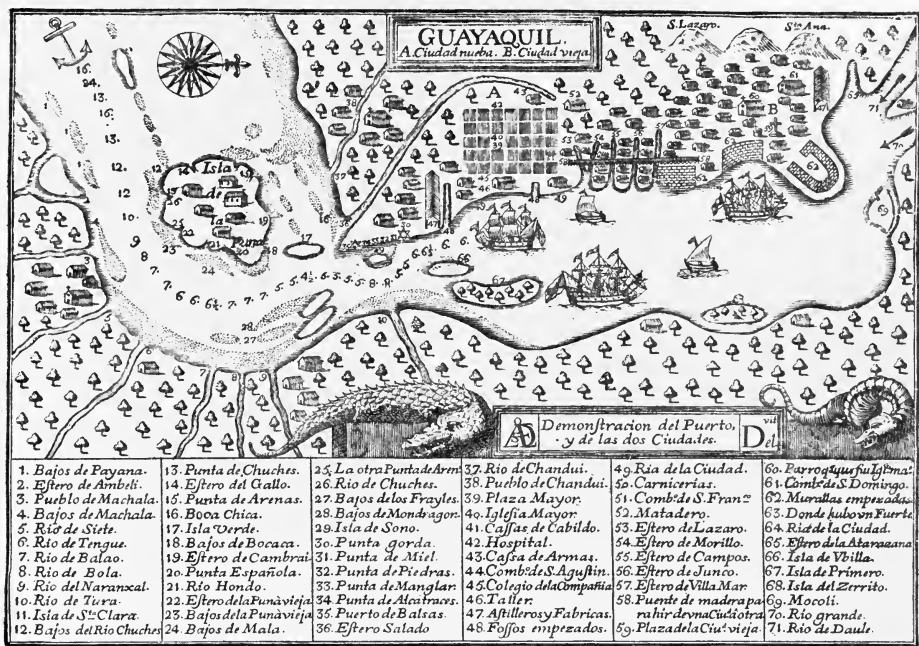 GUAYAQUIL.
A. Ciudad nueba. B. Ciudad vieja
S. Lazaro.
Sta Ana.
A
B
Isla
de
la
Puna
Demonſtracion del Puerto,
y de las dos Ciudades.
Delvit
1. Bajos de Payana.
2. Eſtero de Ambeli.
3. Pueblo de Machala.
4. Bajos de Machala
5. Rio de Siete.
6. Rio de Tengue.
7. Rio de Balao.
8. Rio de Bola.
9. Rio del Naranxal.
10. Rio de Tura.
11. Isla de Sta Clara.
12. Bajos del Rio Chuches
13. Punta de Chuches.
14. Eſtero del Gallo.
15. Punta de Arenas.
16. Boca Chica.
17. Isla Verde.
18. Bajos de Bocaca.
19. Eſtero de Cambrai
20. Punta Española.
21. Rio Hondo.
22. Eſtero de la Punà vieja
23. Bajos de la Punà vieja
24. Bajos de Mala.
25. La otra Punta de Aren.
26. Rio de Chuches.
27. Bajos de los Frayles.
28. Bajos de Mondragon.
29. Isla de Sono.
30. Punta gorda.
31. Punta de Miel.
32. Punta de Piedras.
33. Punta de Manglar.
34. Punta de Alcatraces.
35. Puerto de Balsas.
36. Eſtero Salado
37. Rio de Chandui.
38. Pueblo de Chandui.
39. Plaza Mayor.
40. Igleſia Mayor.
41. Caſſas de Cabildo.
42. Hospital.
43. Caſſa de Armas.
44. Combto de S. Aguſtin.
45. Colegio de la Compañia
46. Taller.
47. Aſtilleros y Fabricas.
48. Foſſos empezados.
49. Ria de la Ciudad.
50. Carnicerias.
51. Combto de S. Franco
52. Matadero.
53. Eſtero de Lazaro.
54. Eſtero de Morillo.
55. Eſtero de Campos.
56. Eſtero de Junco.
57. Eſtero de Villa Mar.
58. Puente de madera pa
ra hir de vna Ciud. à otra
59. Plaza de la Ciud. vieja.
60. Parroqi y ſu
61. Combto de S. Domingo.
62. Murallas empezadas
63. Donde hubo vn Fuerte
64. Ria de la Ciudad.
65. Eſtero de la Atarazana
66. Isla de Vbilla.
67. Isla de Primero.
68. Isla del Zerrito.
69. Mocoli.
70. Rio grande.
71. Rio de Daule.